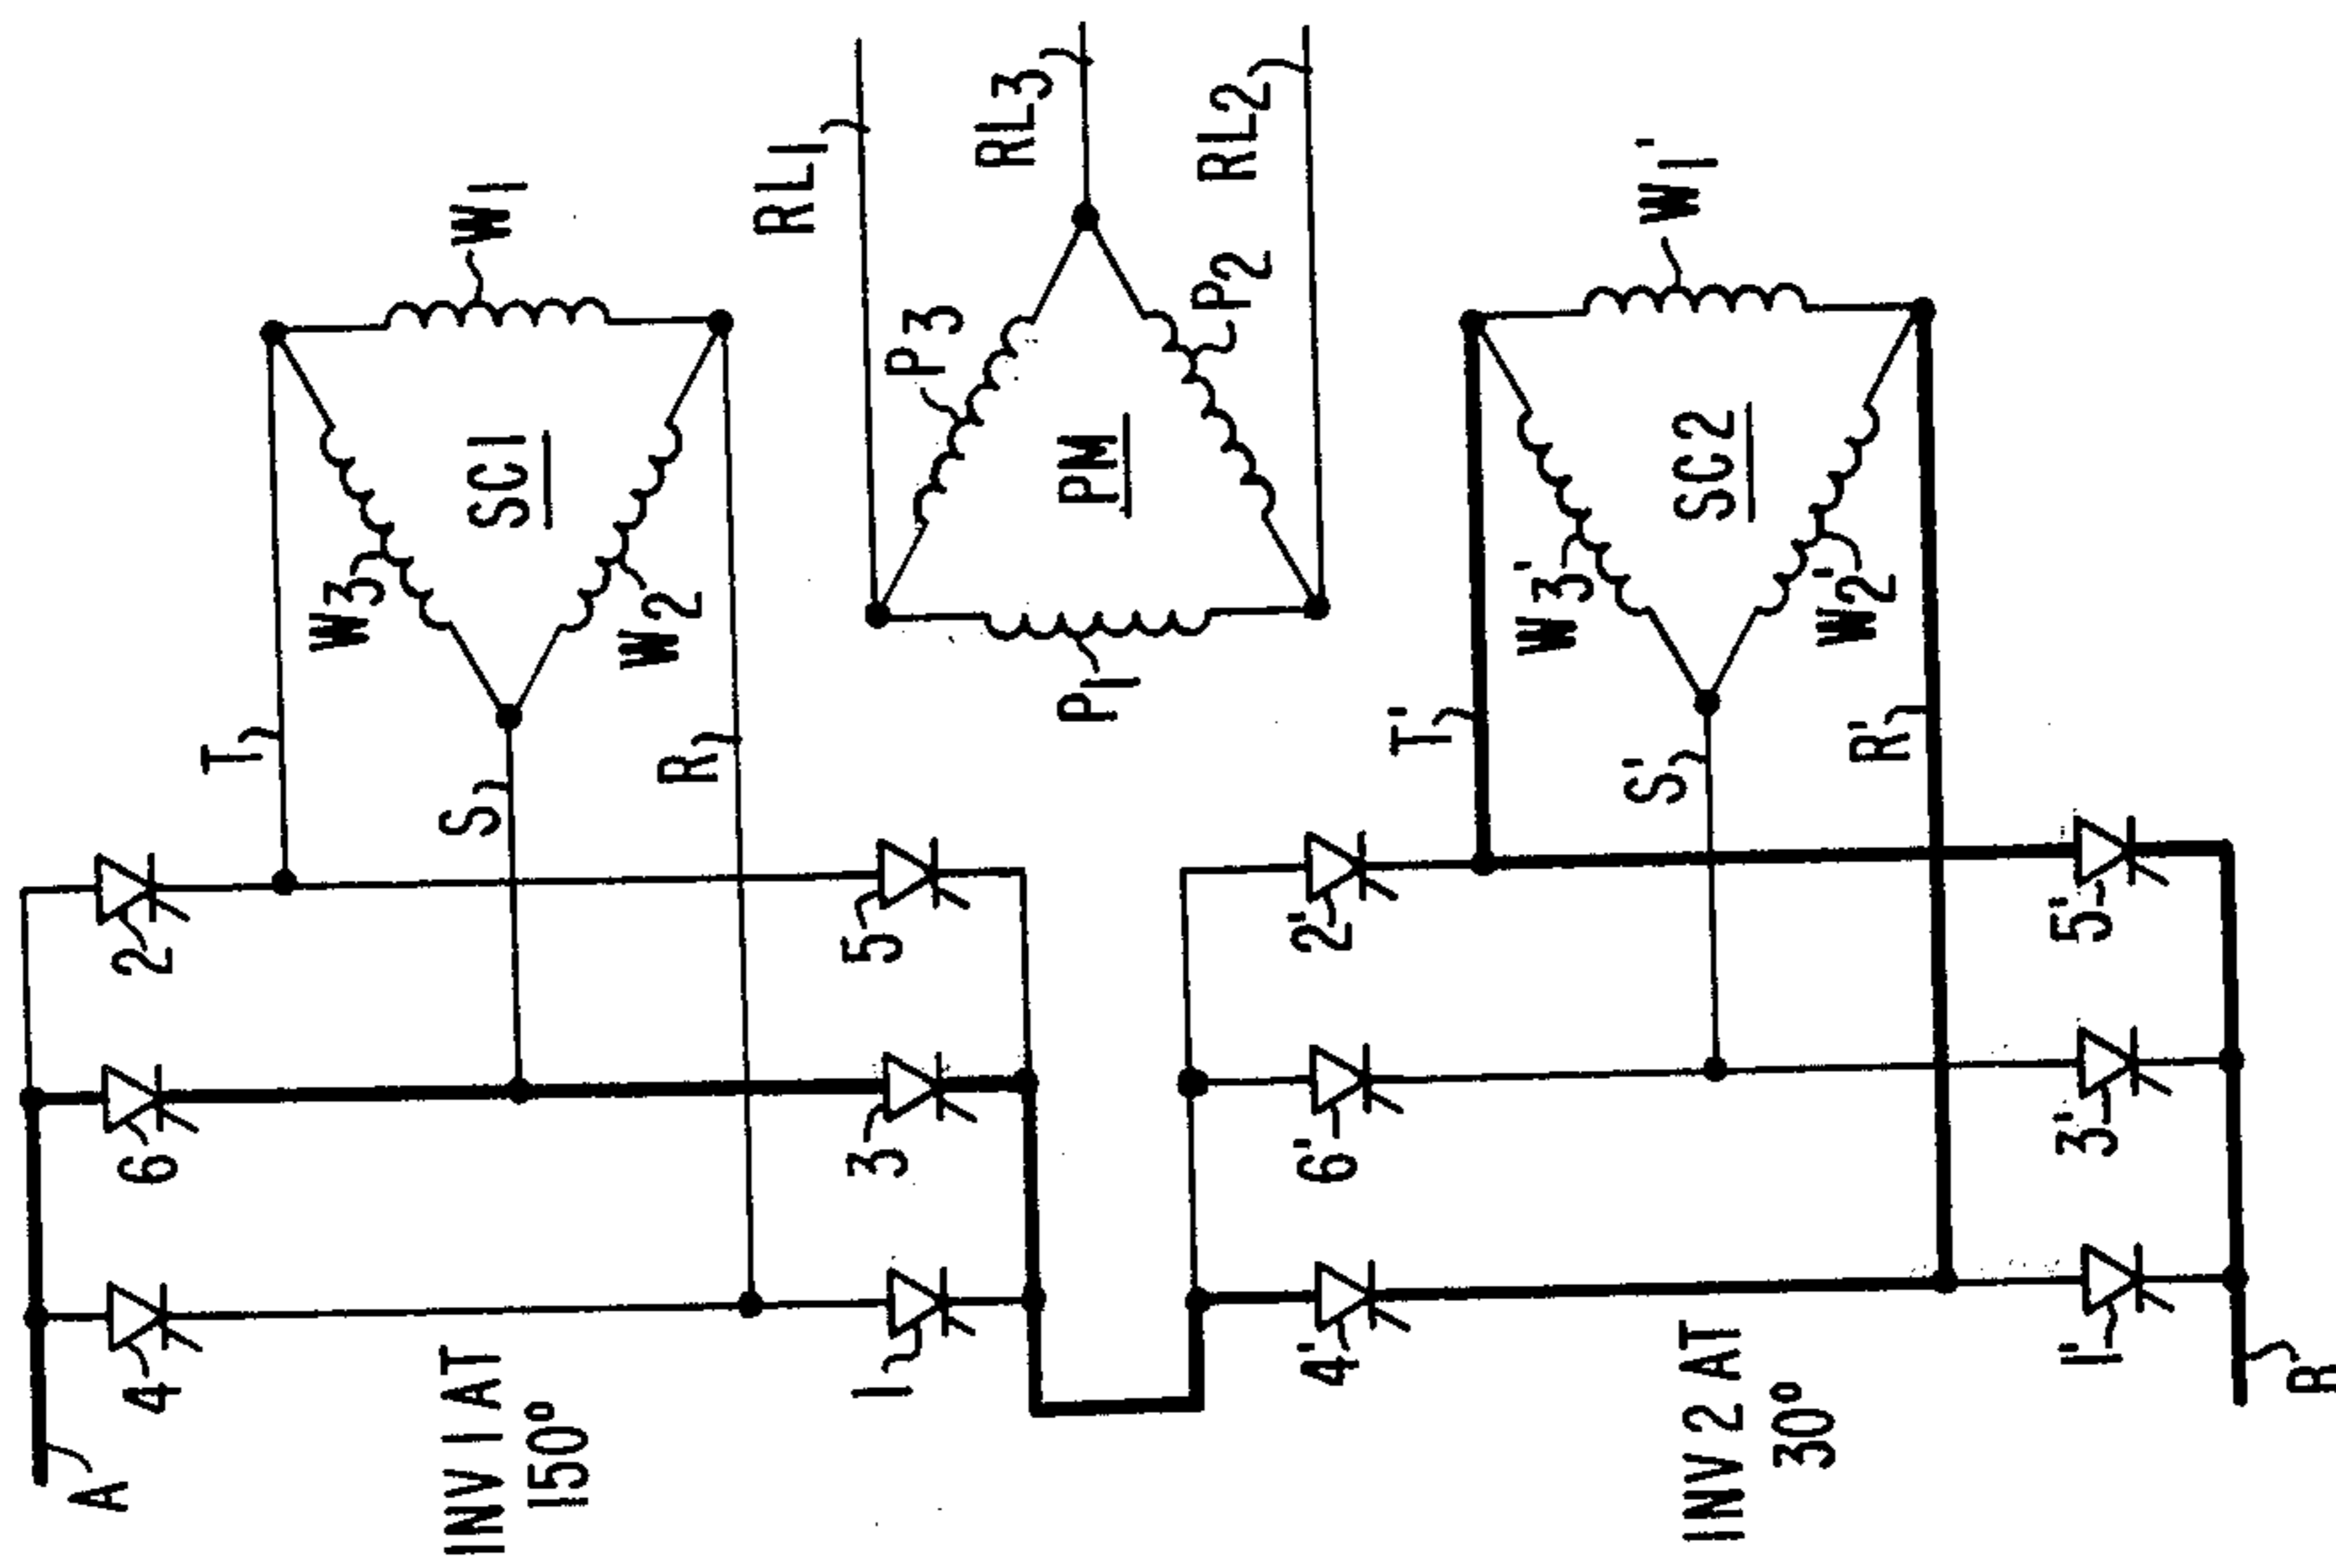 A
4
6
2
T
W3
INV 1 AT
150°
S
SC1
W1
R
W2
RL1
1
3
5
P3
P1
PM
RL3
P2
RL2
4'
6'
2'
T'
W3'
INV 2 AT
30°
S'
SC2
W1'
R'
W2'
1'
3'
5'
B